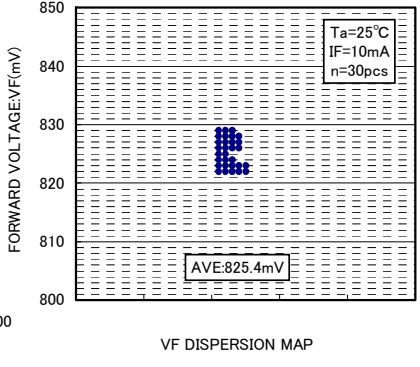 850
840
830
820
810
800
FORWARD VOLTAGE:VF(mV)
Ta=25℃
IF=10mA
n=30pcs
AVE:825.4mV
00
VF DISPERSION MAP